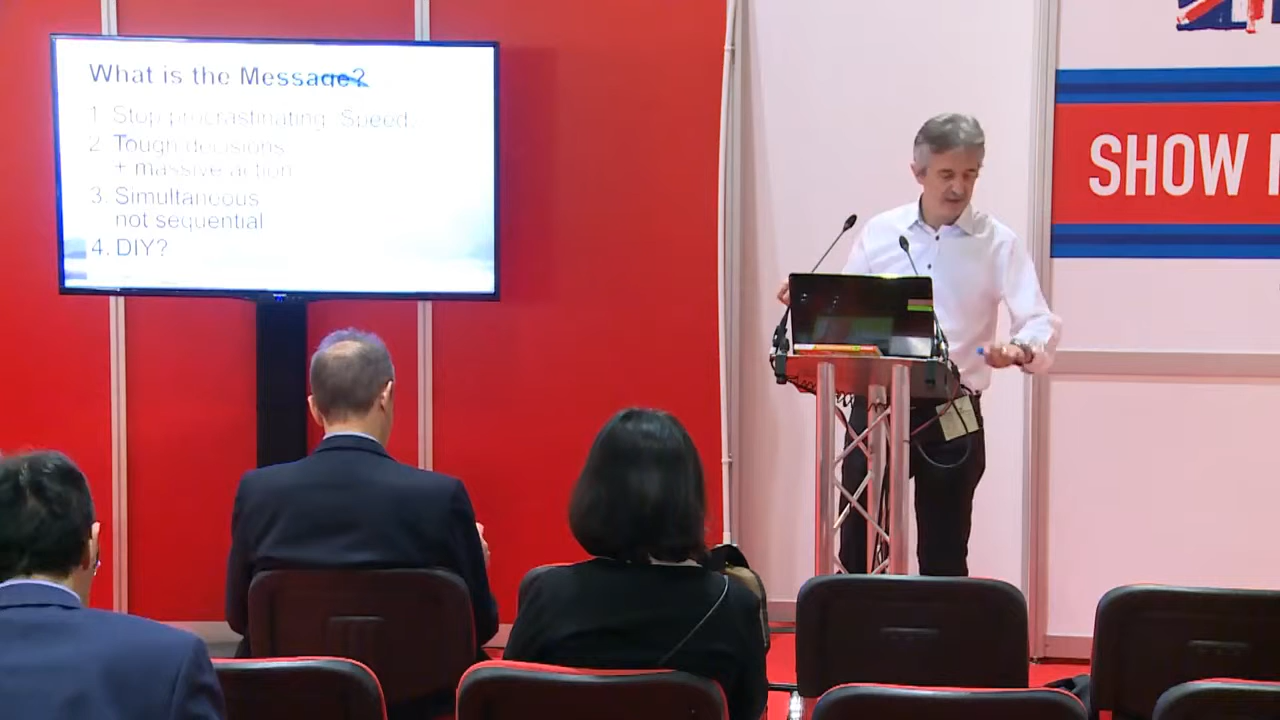 What is the Message?
1. Stop procrastinating. Speed..
2. Tough decisions
+ massive action
3. Simultaneous
not sequential
4. DIY?
SHOW